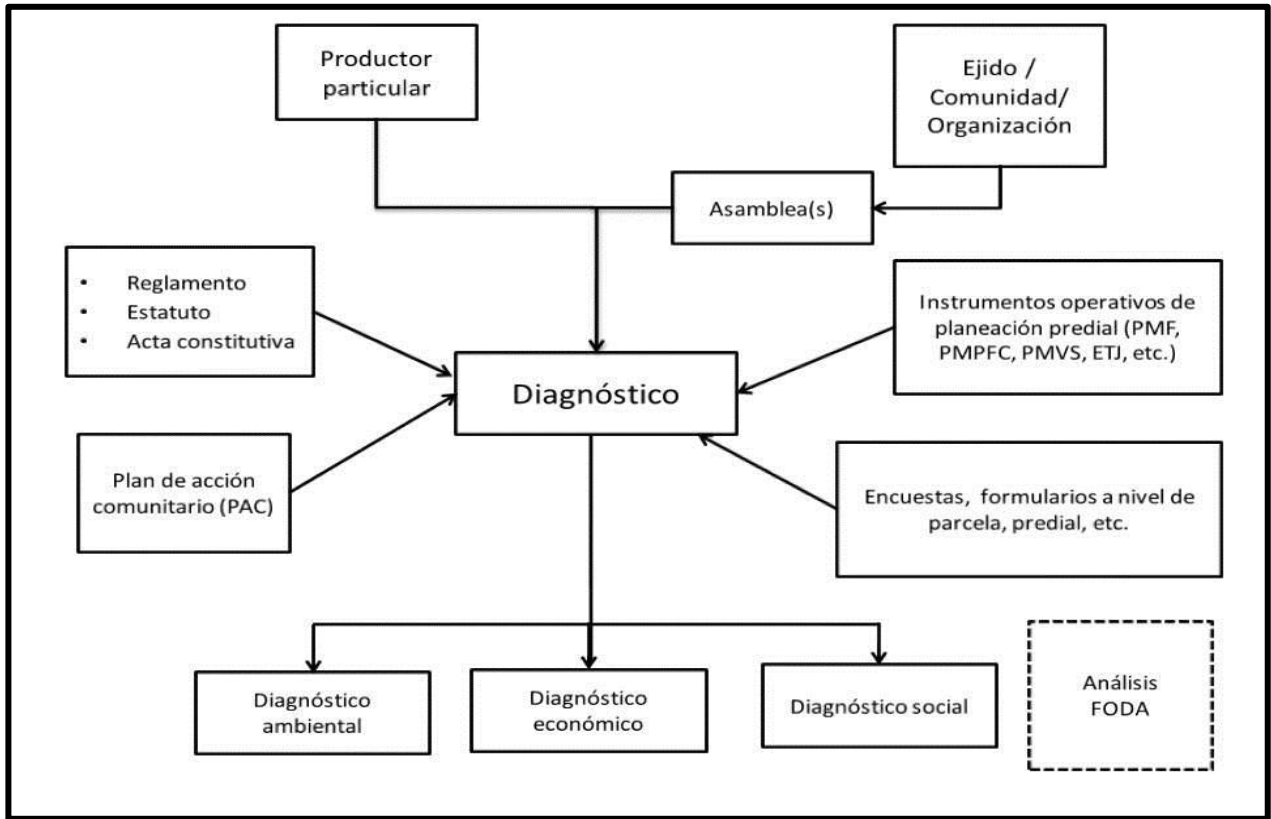 Productor
particular
Ejido /
Comunidad/
Organización
Asamblea(s)
• Reglamento
• Estatuto
• Acta constitutiva
Instrumentos operativos de
planeación predial (PMF,
PMPFC, PMVS, ETJ, etc.)
Diagnóstico
Plan de acción
comunitario (PAC)
Encuestas, formularios a nivel de
parcela, predial, etc.
Diagnóstico
ambiental
Diagnóstico
económico
Diagnóstico social
Análisis
FODA